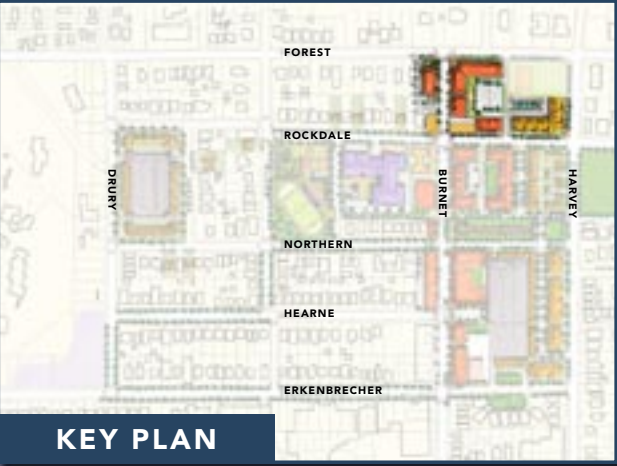 FOREST
ROCKDALE
DRURY
BURNET
HARVEY
NORTHERN
HEARNE
ERKENBRECHER
KEY PLAN